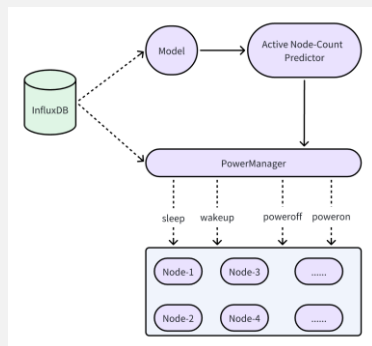 Model
Active Node-Count
Predictor
InfluxDB
PowerManager
sleep wakeup poweroff poweron
Node-1 Node-3 ......
Node-2 Node-4 ......